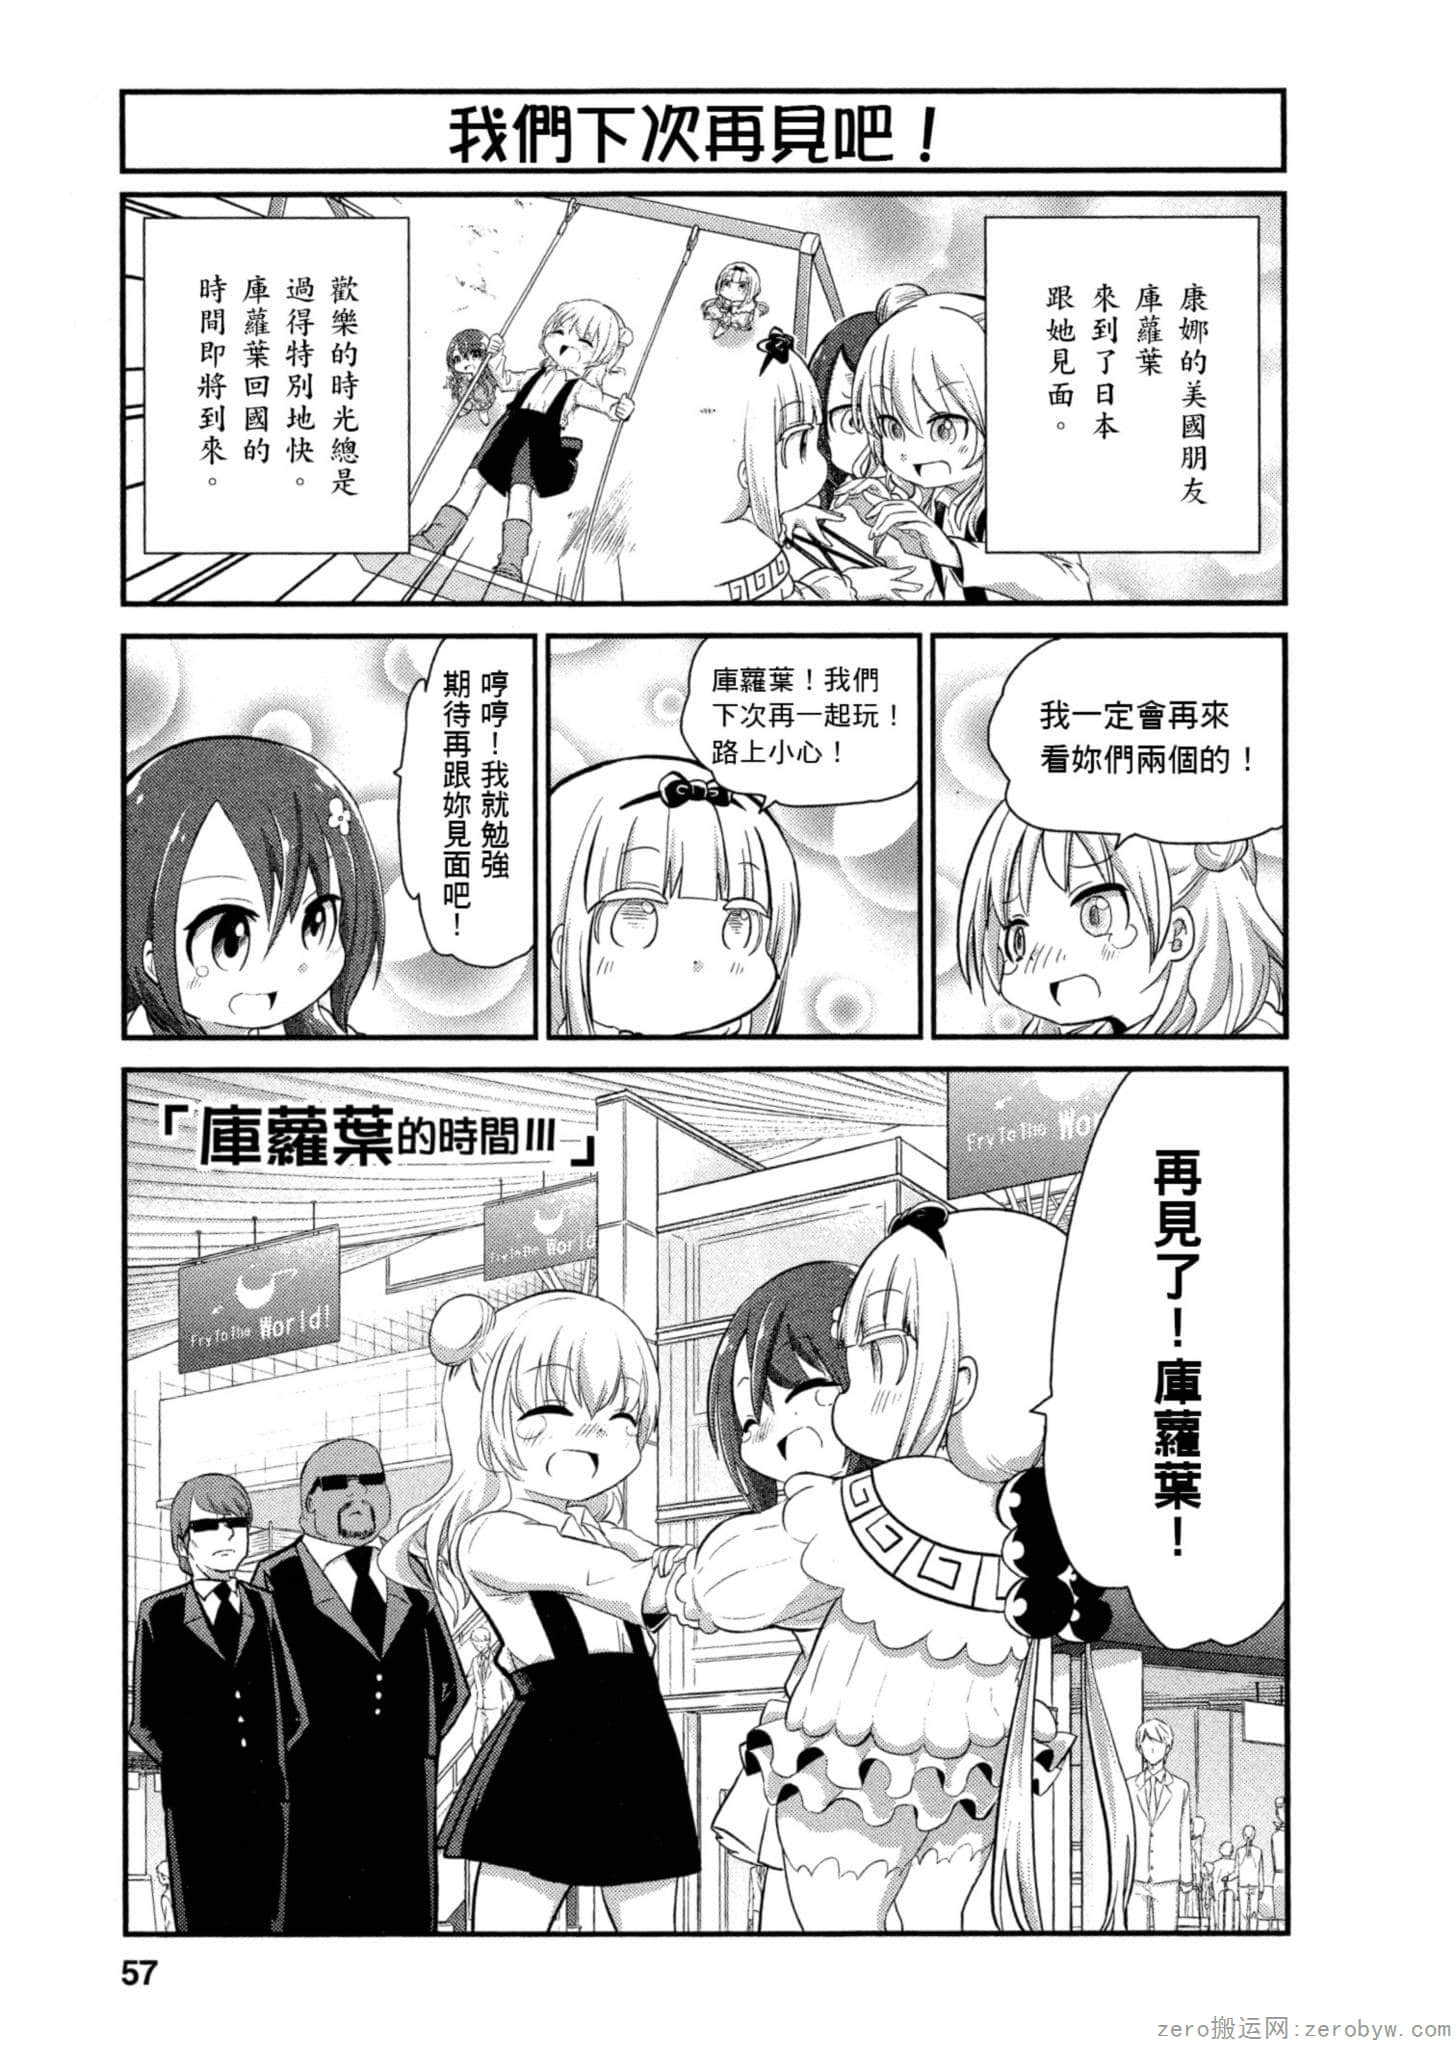 我們下次再見吧！
康娜的美國朋友
庫蘿葉
來到了日本
跟她見面。
歡樂的時光總是
過得特別地快。
庫蘿葉回國的
時間即將到來。
我一定會再來
看妳們兩個的！
庫蘿葉！我們
下次再一起玩！
路上小心！
哼哼！我就勉強
期待再跟妳見面吧！
「庫蘿葉的時間III」
再見了！庫蘿葉！
FryToThe Wo
FryToThe World
FryToThe World!
57
zero搬运网:zerobyw.com